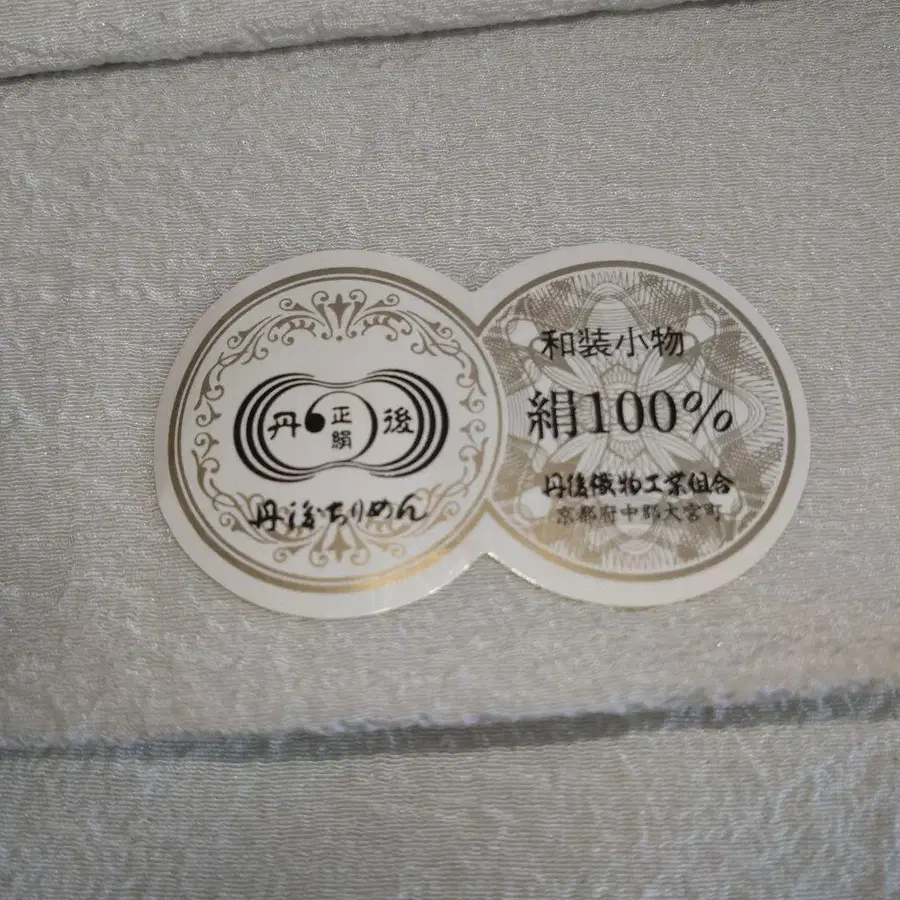 丹 正絹 後
丹後ちりめん
和装小物
絹100%
丹後織物工業組合
京都府中郡大宮町